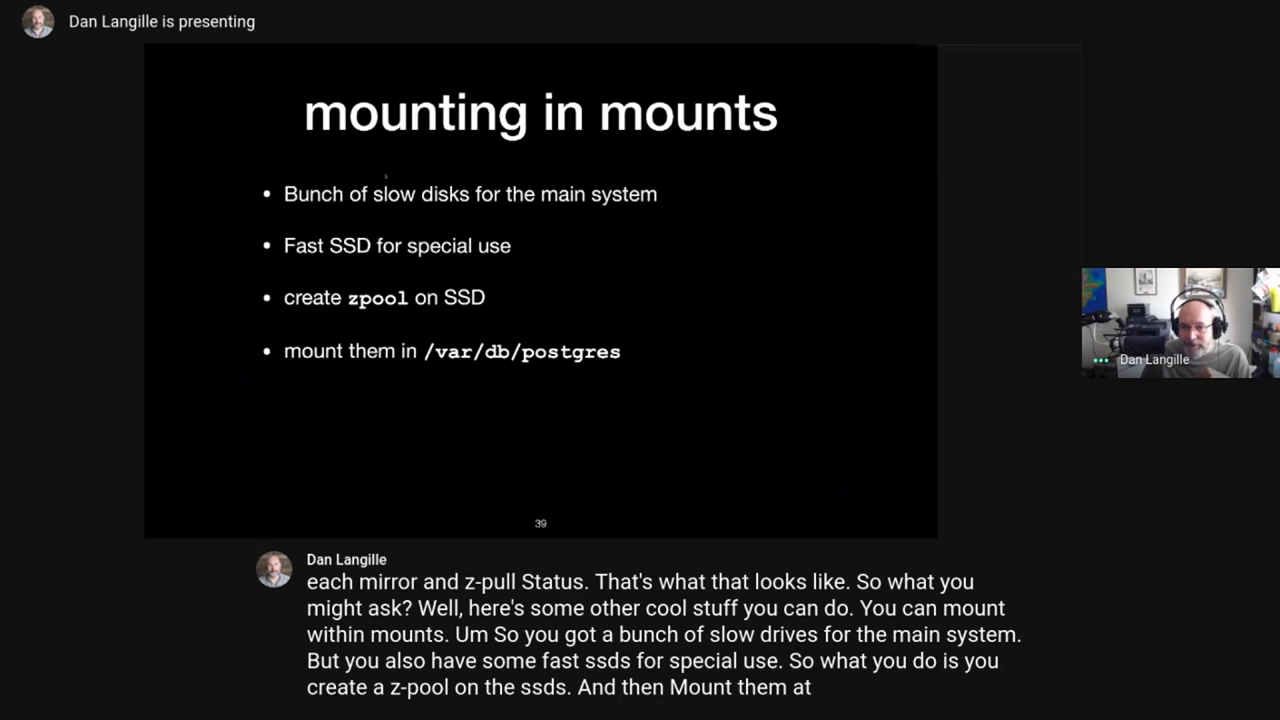 Dan Langille is presenting
mounting in mounts
• Bunch of slow disks for the main system
• Fast SSD for special use
• create zpool on SSD
• mount them in /var/db/postgres
39
Dan Langille
Dan Langille
each mirror and z-pull Status. That's what that looks like. So what you
might ask? Well, here's some other cool stuff you can do. You can mount
within mounts. Um So you got a bunch of slow drives for the main system.
But you also have some fast ssds for special use. So what you do is you
create a z-pool on the ssds. And then Mount them at